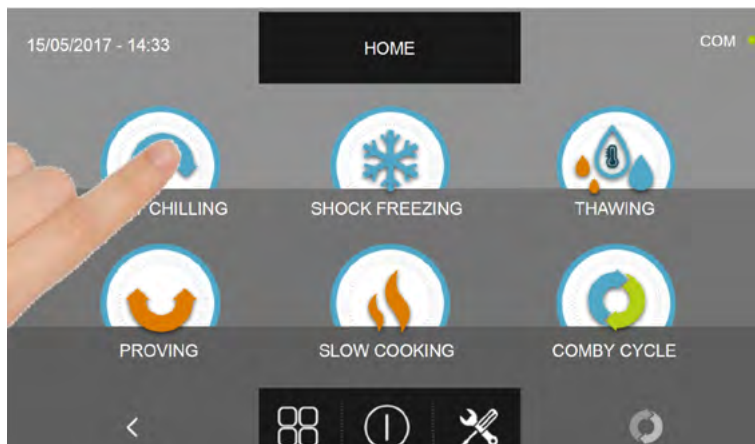 15/05/2017 - 14:33
HOME
COM
CHILLING
SHOCK FREEZING
THAWING
PROVING
SLOW COOKING
COMBY CYCLE